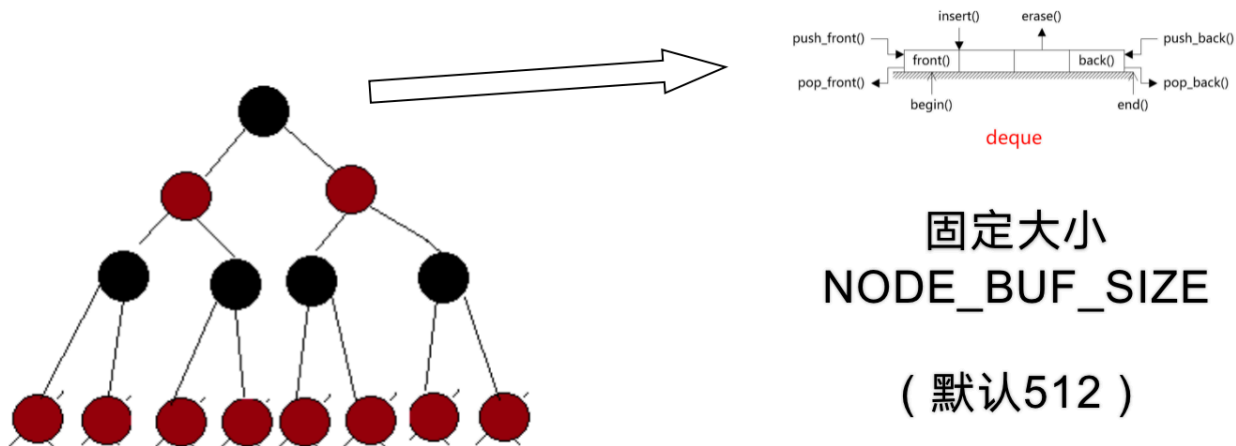 insert() erase()
push_front() push_back()
front() back()
pop_front() pop_back()
begin() end()
deque
固定大小
NODE_BUF_SIZE
（默认512）